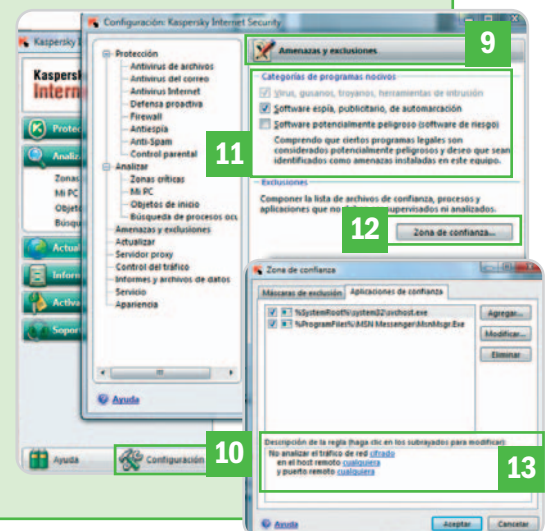 Configuración: Kaspersky Internet Security
Kaspersky I
Kaspers
Intern
Protec
Analiz
Zonas
Mi PC
Objeto
Búsqu
Actual
Inform
Activa
Sopor
Ayuda
Configuración
10
Protección
Antivirus de archivos
Antivirus del correo
Antivirus Internet
Defensa proactiva
Firewall
Antiespía
Anti-Spam
Control parental
Analizar
Zonas críticas
Mi PC
Objetos de inicio
Búsqueda de procesos ocu
Amenazas y exclusiones
Actualizar
Servidor proxy
Control del tráfico
Informes y archivos de datos
Servicio
Apariencia
Ayuda
Amenazas y exclusiones
9
Categorías de programas nocivos
Virus, gusanos, troyanos, herramientas de intrusión
Software espía, publicitario, de automarcación
Software potencialmente peligroso (software de riesgo)
Comprendo que ciertos programas legales son
considerados potencialmente peligrosos y deseo que sean
identificados como amenazas instaladas en este equipo.
11
Exclusiones
Componer la lista de archivos de confianza, procesos y
aplicaciones que no supervisados ni analizados.
12
Zona de confianza...
Zona de confianza
Máscaras de exclusión
Aplicaciones de confianza
%SystemRoot%\system32\svchost.exe
%ProgramFiles%\MSN Messenger\MsnMsgr.Exe
Agregar...
Modificar...
Eliminar
Descripción de la regla (haga clic en los subrayados para modificar):
No analizar el tráfico de red cifrado
en el host remoto cualquiera
y puerto remoto cualquiera
13
Ayuda
Aceptar
Cancelar